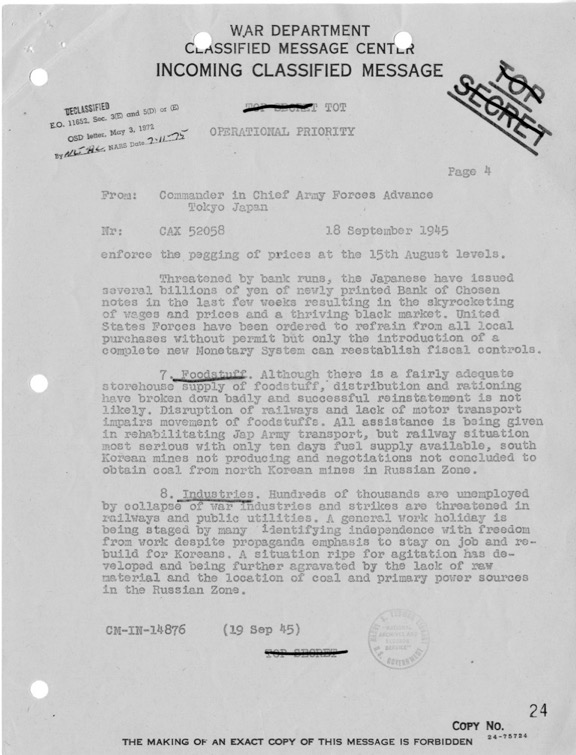 WAR DEPARTMENT
CLASSIFIED MESSAGE CENTER
INCOMING CLASSIFIED MESSAGE
TOP SECRET TOT
TOP
SECRET
DECLASSIFIED
E.O. 11652, Sec. 3(E) and 5(D) or (E)
OSD letter, May 3, 1972
By NLT-HC, NARS Date 7-11-75
OPERATIONAL PRIORITY
Page 4
From: Commander in Chief Army Forces Advance
Tokyo Japan
Nr: CAX 52058 18 September 1945
enforce the pegging of prices at the 15th August levels.
Threatened by bank runs, the Japanese have issued
several billions of yen of newly printed Bank of Chosen
notes in the last few weeks resulting in the skyrocketing
of wages and prices and a thriving black market. United
States Forces have been ordered to refrain from all local
purchases without permit but only the introduction of a
complete new Monetary System can reestablish fiscal controls.
7. Foodstuff. Although there is a fairly adequate
storehouse supply of foodstuff, distribution and rationing
have broken down badly and successful reinstatement is not
likely. Disruption of railways and lack of motor transport
impairs movement of foodstuffs. All assistance is being given
in rehabilitating Jap Army transport, but railway situation
most serious with only ten days fuel supply available, south
Korean mines not producing and negotiations not concluded to
obtain coal from north Korean mines in Russian Zone.
8. Industries. Hundreds of thousands are unemployed
by collapse of war industries and strikes are threatened in
railways and public utilities. A general work holiday is
being staged by many identifying independence with freedom
from work despite propaganda emphasis to stay on job and re-
build for Koreans. A situation ripe for agitation has de-
veloped and being further agravated by the lack of raw
material and the location of coal and primary power sources
in the Russian Zone.
CM-IN-14876 (19 Sep 45)
TOP SECRET
24
COPY No.
24-75724
THE MAKING OF AN EXACT COPY OF THIS MESSAGE IS FORBIDDEN